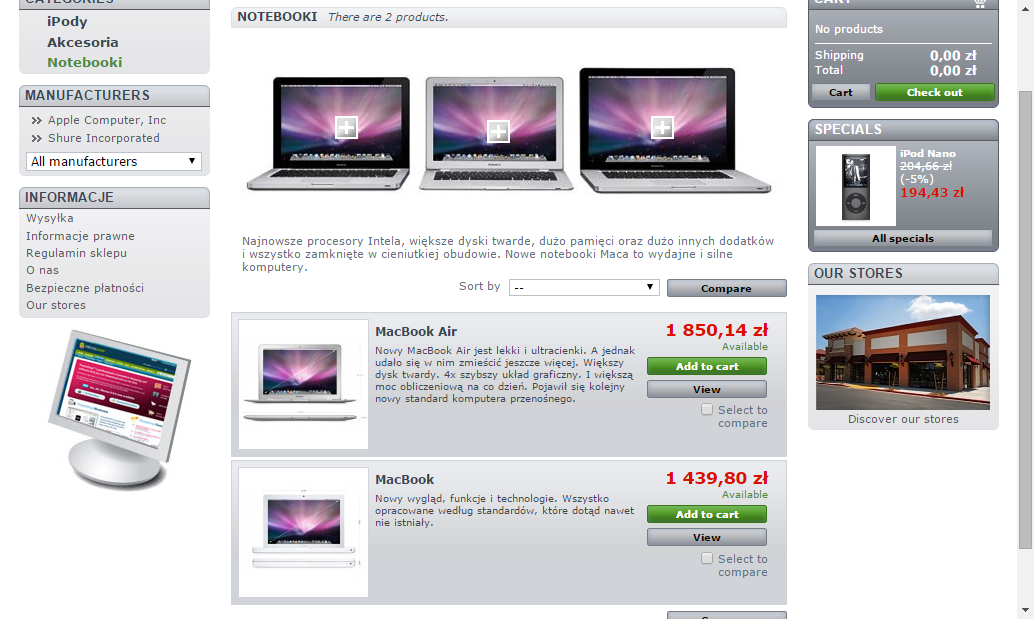 CATEGORIES
iPody
Akcesoria
Notebooki
MANUFACTURERS
Apple Computer, Inc
Shure Incorporated
All manufacturers
INFORMACJE
Wysyłka
Informacje prawne
Regulamin sklepu
O nas
Bezpieczne płatności
Our stores
NOTEBOOKI There are 2 products.
Najnowsze procesory Intela, większe dyski twarde, dużo pamięci oraz dużo innych dodatków
i wszystko zamknięte w cieniutkiej obudowie. Nowe notebooki Maca to wydajne i silne
komputery.
Sort by -- Compare
MacBook Air
Nowy MacBook Air jest lekki i ultracienki. A jednak
udało się w nim zmieścić jeszcze więcej. Większy
dysk twardy. 4x szybszy układ graficzny. I większą
moc obliczeniową na co dzień. Pojawił się kolejny
nowy standard komputera przenośnego.
1 850,14 zł
Available
Add to cart
View
Select to
compare
MacBook
Nowy wygląd, funkcje i technologie. Wszystko
opracowane według standardów, które dotąd nawet
nie istniały.
1 439,80 zł
Available
Add to cart
View
Select to
compare
CART
No products
Shipping 0,00 zł
Total 0,00 zł
Cart Check out
SPECIALS
iPod Nano
204,66 zł
(-5%)
194,43 zł
All specials
OUR STORES
Discover our stores